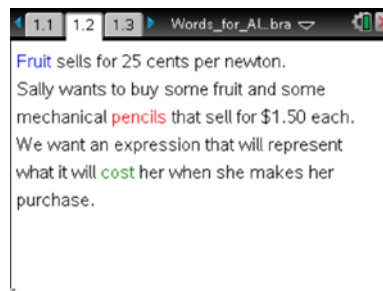 1.1 1.2 1.3 Words_for_Al...bra
Fruit sells for 25 cents per newton.
Sally wants to buy some fruit and some
mechanical pencils that sell for $1.50 each.
We want an expression that will represent
what it will cost her when she makes her
purchase.